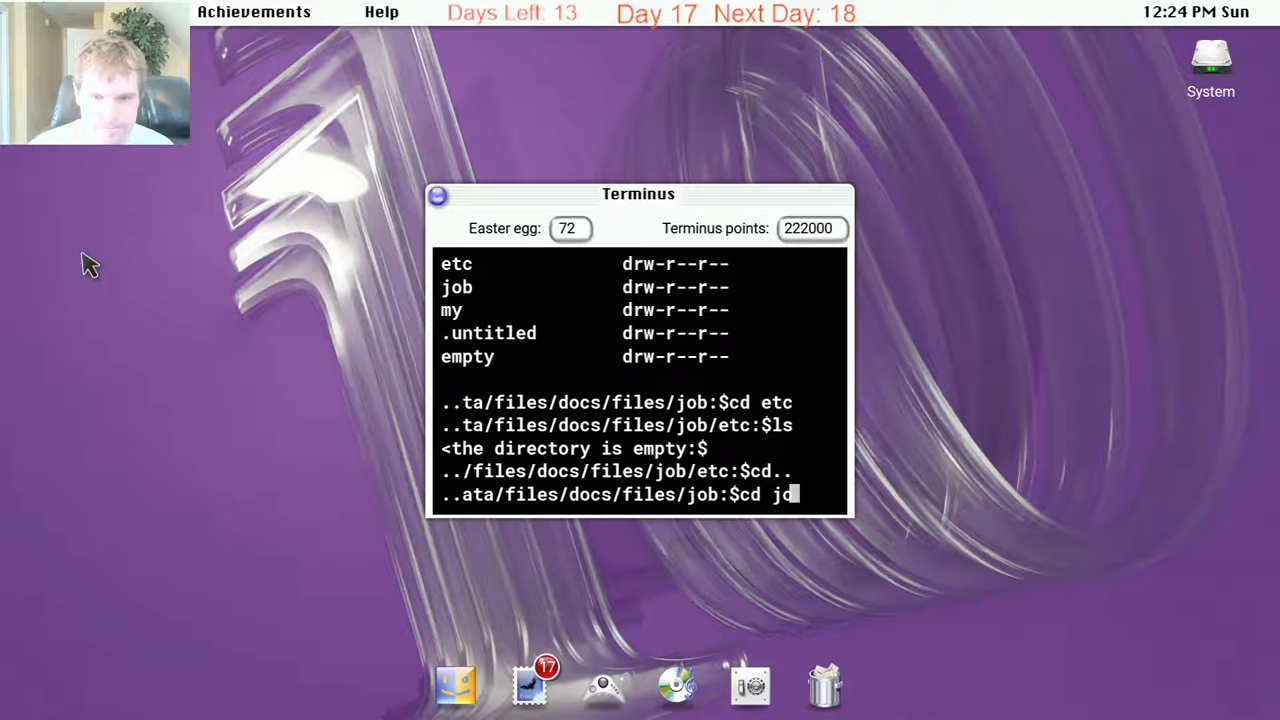 Achievements Help Days Left: 13 Day 17 Next Day: 18 12:24 PM Sun
System
Terminus
Easter egg: 72 Terminus points: 222000
etc drw-r--r--
job drw-r--r--
my drw-r--r--
.untitled drw-r--r--
empty drw-r--r--
..ta/files/docs/files/job:$cd etc
..ta/files/docs/files/job/etc:$ls
<the directory is empty:$
../files/docs/files/job/etc:$cd..
..ata/files/docs/files/job:$cd jo
17